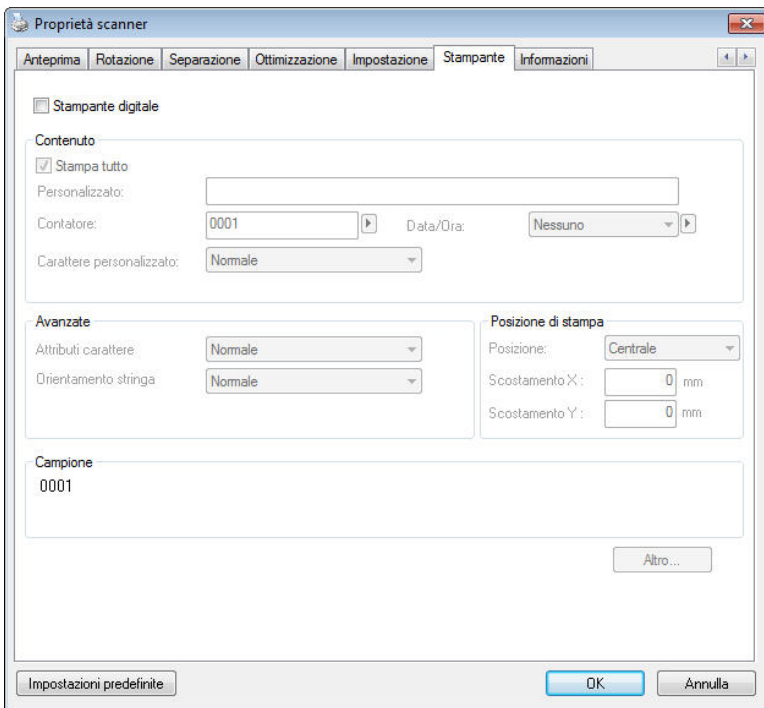 Proprietà scanner
Anteprima Rotazione Separazione Ottimizzazione Impostazione Stampante Informazioni
Stampante digitale
Contenuto
Stampa tutto
Personalizzato:
Contatore: 0001 Data/Ora: Nessuno
Carattere personalizzato: Normale
Avanzate
Attributi carattere Normale
Orientamento stringa Normale
Posizione di stampa
Posizione: Centrale
Scostamento X : 0 mm
Scostamento Y : 0 mm
Campione
0001
Altro...
Impostazioni predefinite OK Annulla